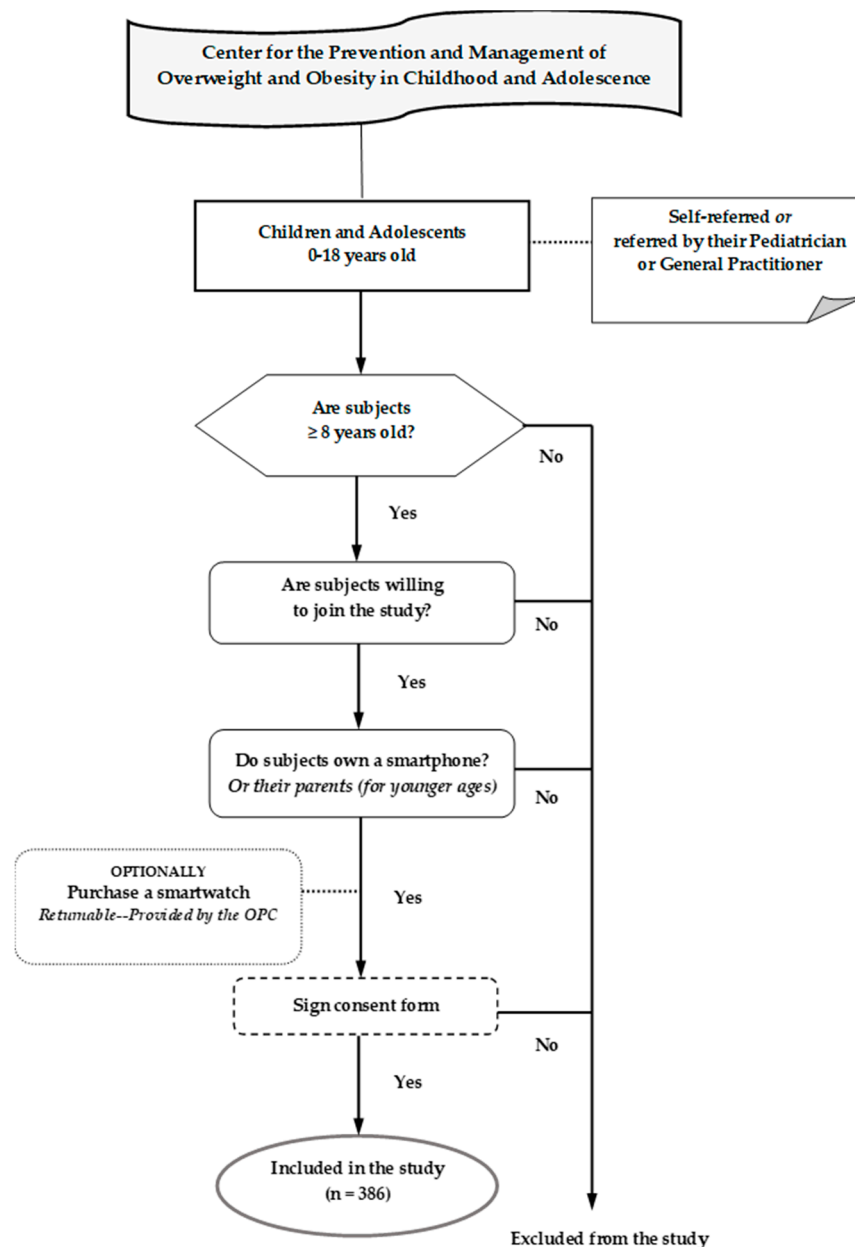 Center for the Prevention and Management of
Overweight and Obesity in Childhood and Adolescence
Children and Adolescents
0-18 years old
Self-referred or
referred by their Pediatrician
or General Practitioner
Are subjects
≥ 8 years old?
No
Yes
Are subjects willing
to join the study?
No
Yes
Do subjects own a smartphone?
Or their parents (for younger ages)
No
OPTIONALLY
Purchase a smartwatch
Returnable--Provided by the OPC
Yes
Sign consent form
No
Yes
Included in the study
(n = 386)
Excluded from the study